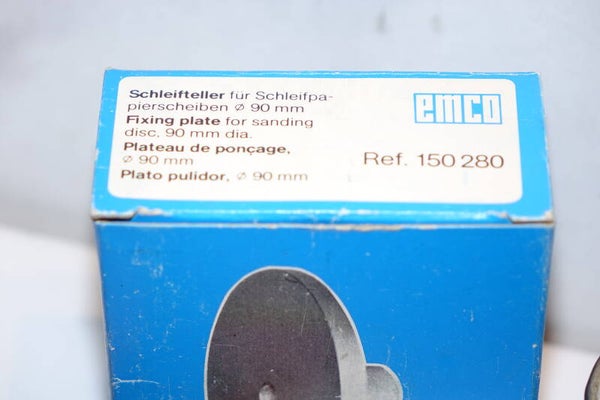 Schleifteller für Schleifpa-
pierscheiben ⌀ 90 mm
Fixing plate for sanding
disc, 90 mm dia.
Plateau de ponçage,
⌀ 90 mm
Plato pulidor, ⌀ 90 mm
emco
Ref. 150 280